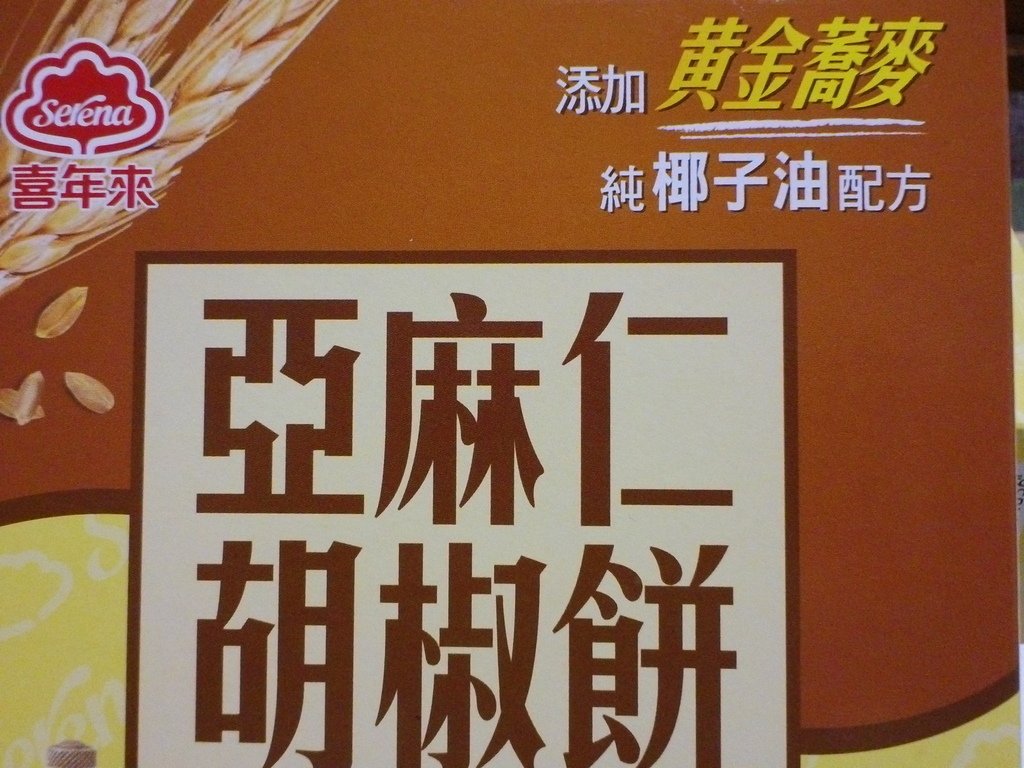 Serena
喜年來
添加黃金蕎麥
純椰子油配方
亞麻仁
胡椒餅